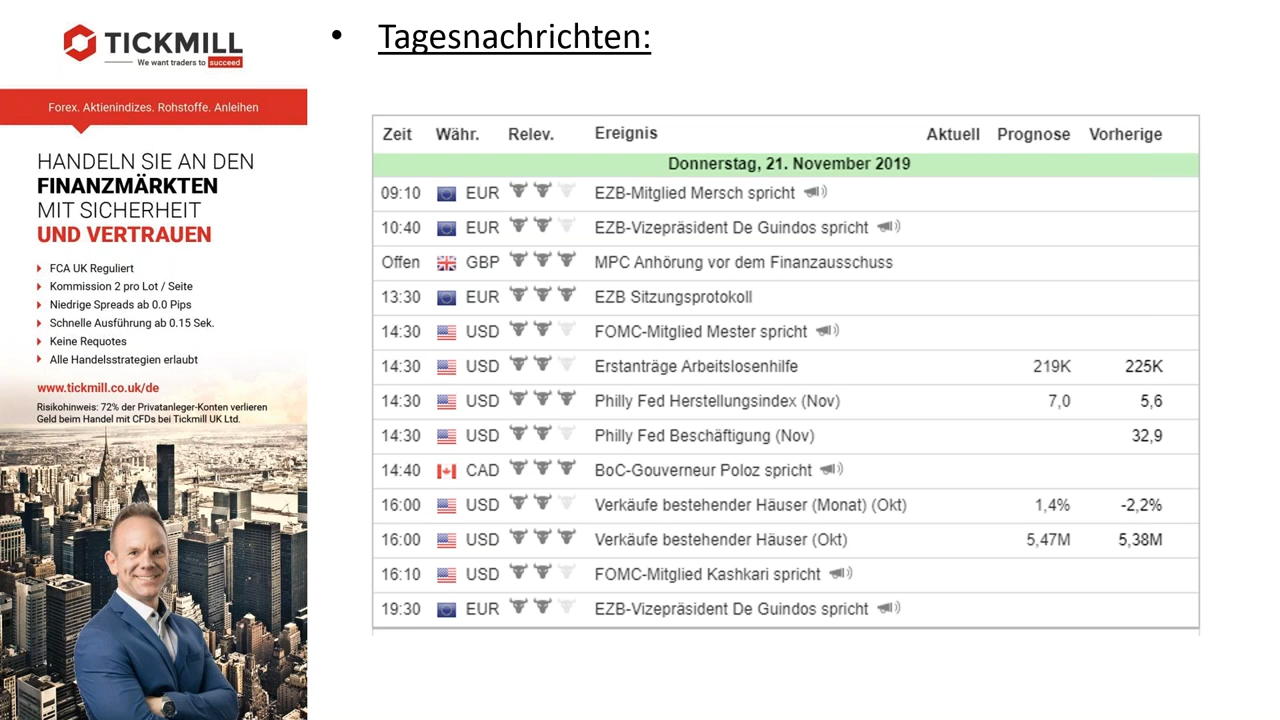 TICKMILL
We want traders to succeed
Forex. Aktienindizes. Rohstoffe. Anleihen
HANDELN SIE AN DEN
FINANZMÄRKTEN
MIT SICHERHEIT
UND VERTRAUEN
FCA UK Reguliert
Kommission 2 pro Lot / Seite
Niedrige Spreads ab 0.0 Pips
Schnelle Ausführung ab 0.15 Sek.
Keine Requotes
Alle Handelsstrategien erlaubt
www.tickmill.co.uk/de
Risikohinweis: 72% der Privatanleger-Konten verlieren
Geld beim Handel mit CFDs bei Tickmill UK Ltd.
• Tagesnachrichten:
Zeit Währ. Relev. Ereignis Aktuell Prognose Vorherige
Donnerstag, 21. November 2019
09:10 EUR EZB-Mitglied Mersch spricht
10:40 EUR EZB-Vizepräsident De Guindos spricht
Offen GBP MPC Anhörung vor dem Finanzausschuss
13:30 EUR EZB Sitzungsprotokoll
14:30 USD FOMC-Mitglied Mester spricht
14:30 USD Erstanträge Arbeitslosenhilfe 219K 225K
14:30 USD Philly Fed Herstellungsindex (Nov) 7,0 5,6
14:30 USD Philly Fed Beschäftigung (Nov) 32,9
14:40 CAD BoC-Gouverneur Poloz spricht
16:00 USD Verkäufe bestehender Häuser (Monat) (Okt) 1,4% -2,2%
16:00 USD Verkäufe bestehender Häuser (Okt) 5,47M 5,38M
16:10 USD FOMC-Mitglied Kashkari spricht
19:30 EUR EZB-Vizepräsident De Guindos spricht